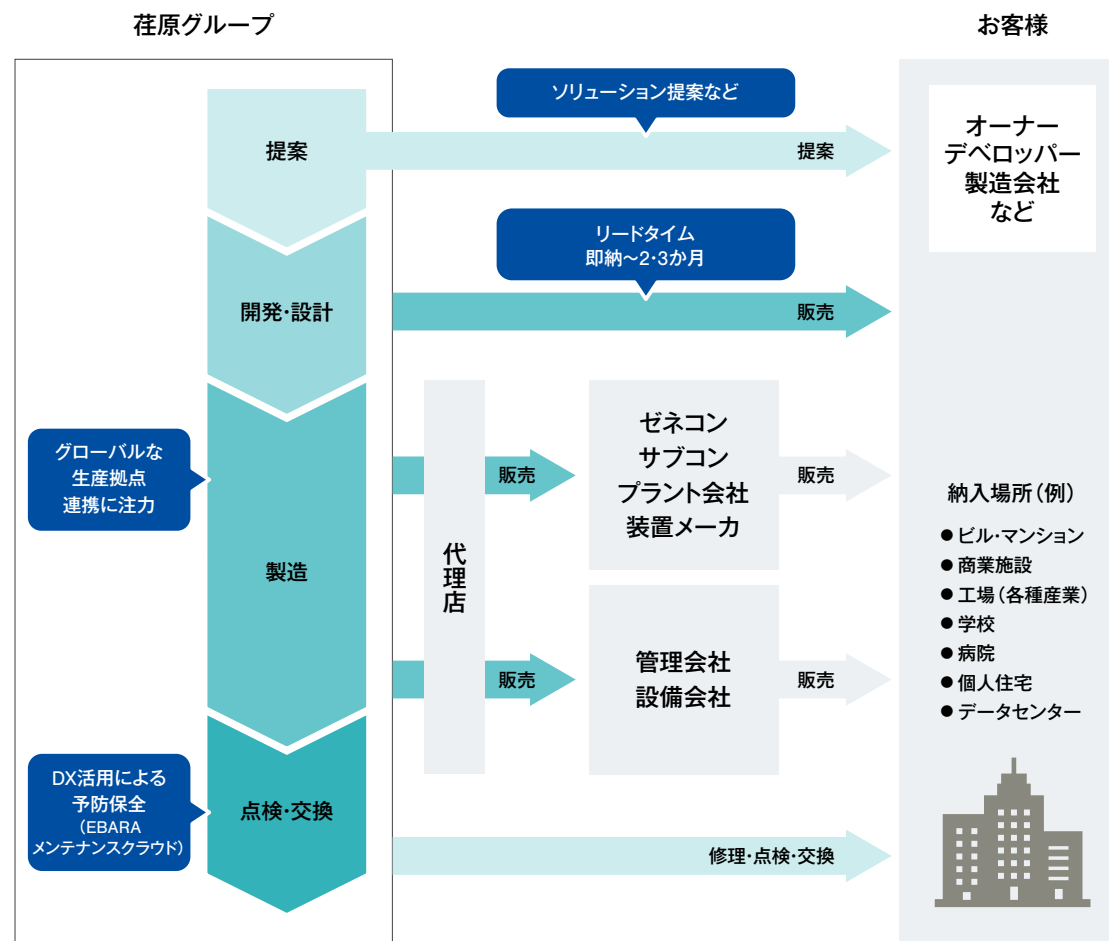 荏原グループ
お客様
ソリューション提案など
提案
提案
オーナー
デベロッパー
製造会社
など
リードタイム
即納～2・3か月
開発・設計
販売
グローバルな
生産拠点
連携に注力
製造
代理店
販売
ゼネコン
サブコン
プラント会社
装置メーカ
販売
販売
管理会社
設備会社
販売
納入場所（例）
● ビル・マンション
● 商業施設
● 工場（各種産業）
● 学校
● 病院
● 個人住宅
● データセンター
DX活用による
予防保全
（EBARA
メンテナンスクラウド）
点検・交換
修理・点検・交換